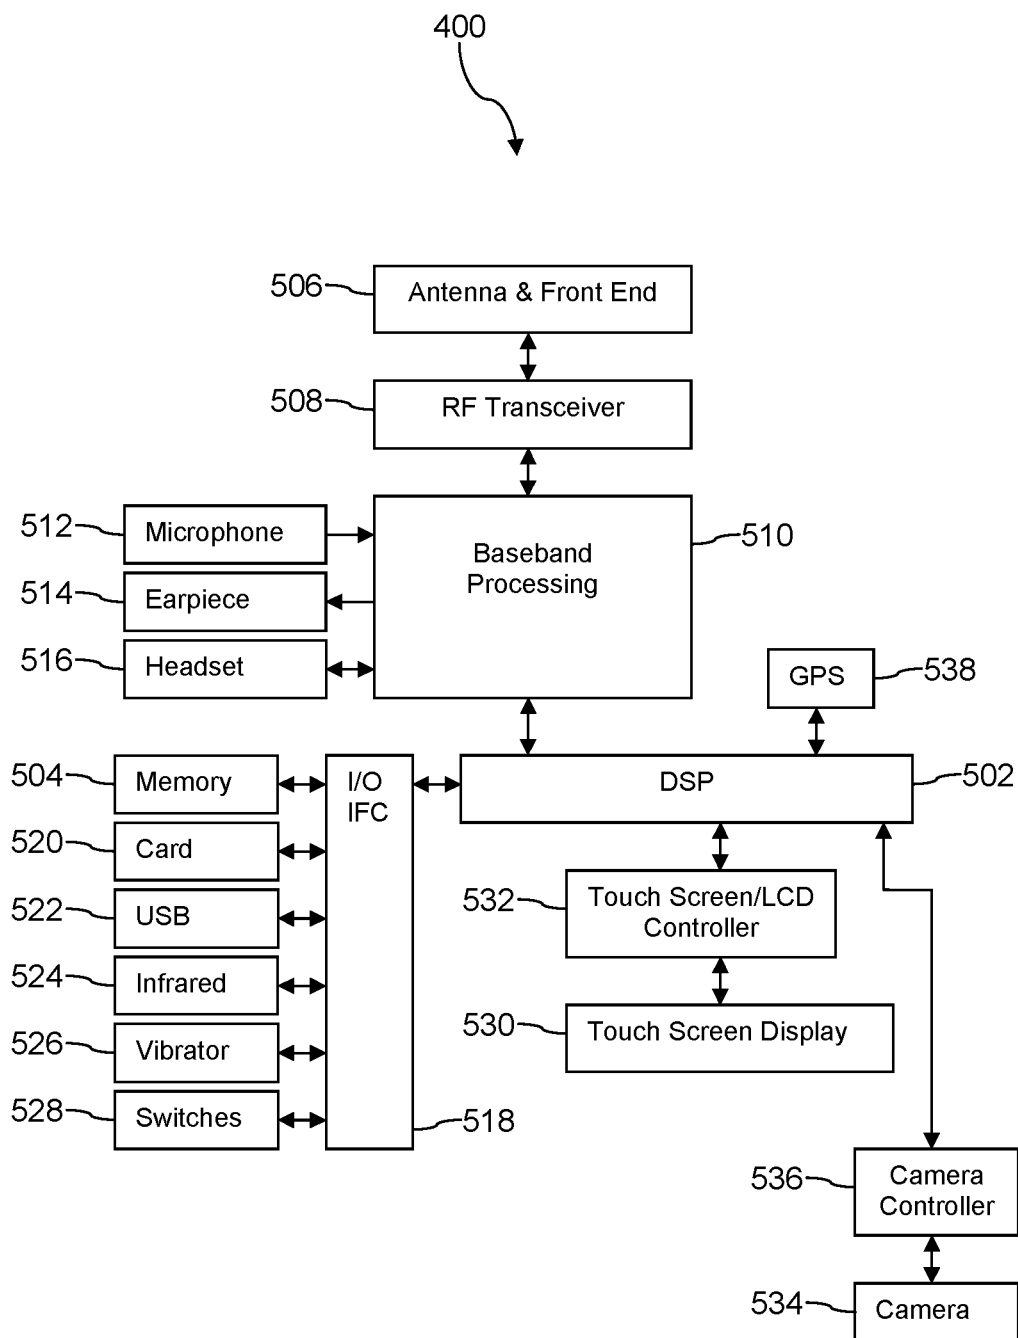 400
506
Antenna & Front End
508
RF Transceiver
512
Microphone
Baseband
Processing
510
514
Earpiece
516
Headset
GPS
538
504
Memory
I/O
IFC
DSP
502
520
Card
522
USB
532
Touch Screen/LCD
Controller
524
Infrared
530
Touch Screen Display
526
Vibrator
528
Switches
518
536
Camera
Controller
534
Camera